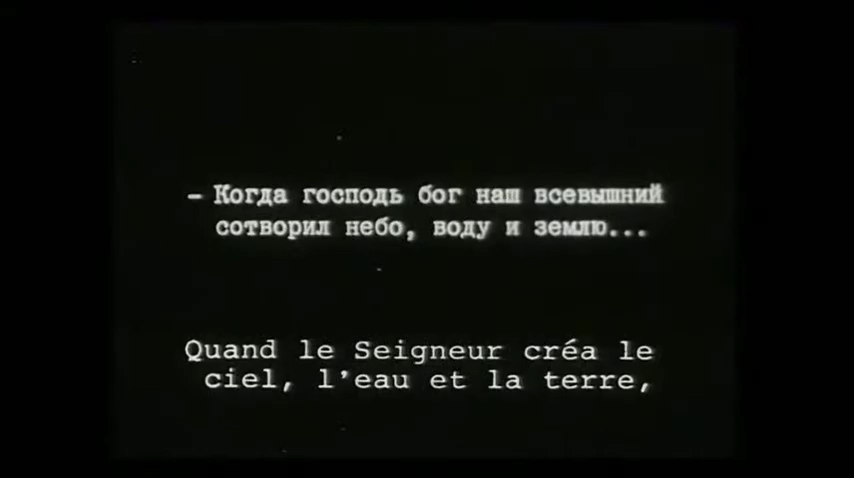 – Когда господь бог наш всевышний
сотворил небо, воду и землю...
Quand le Seigneur créa le
ciel, l'eau et la terre,